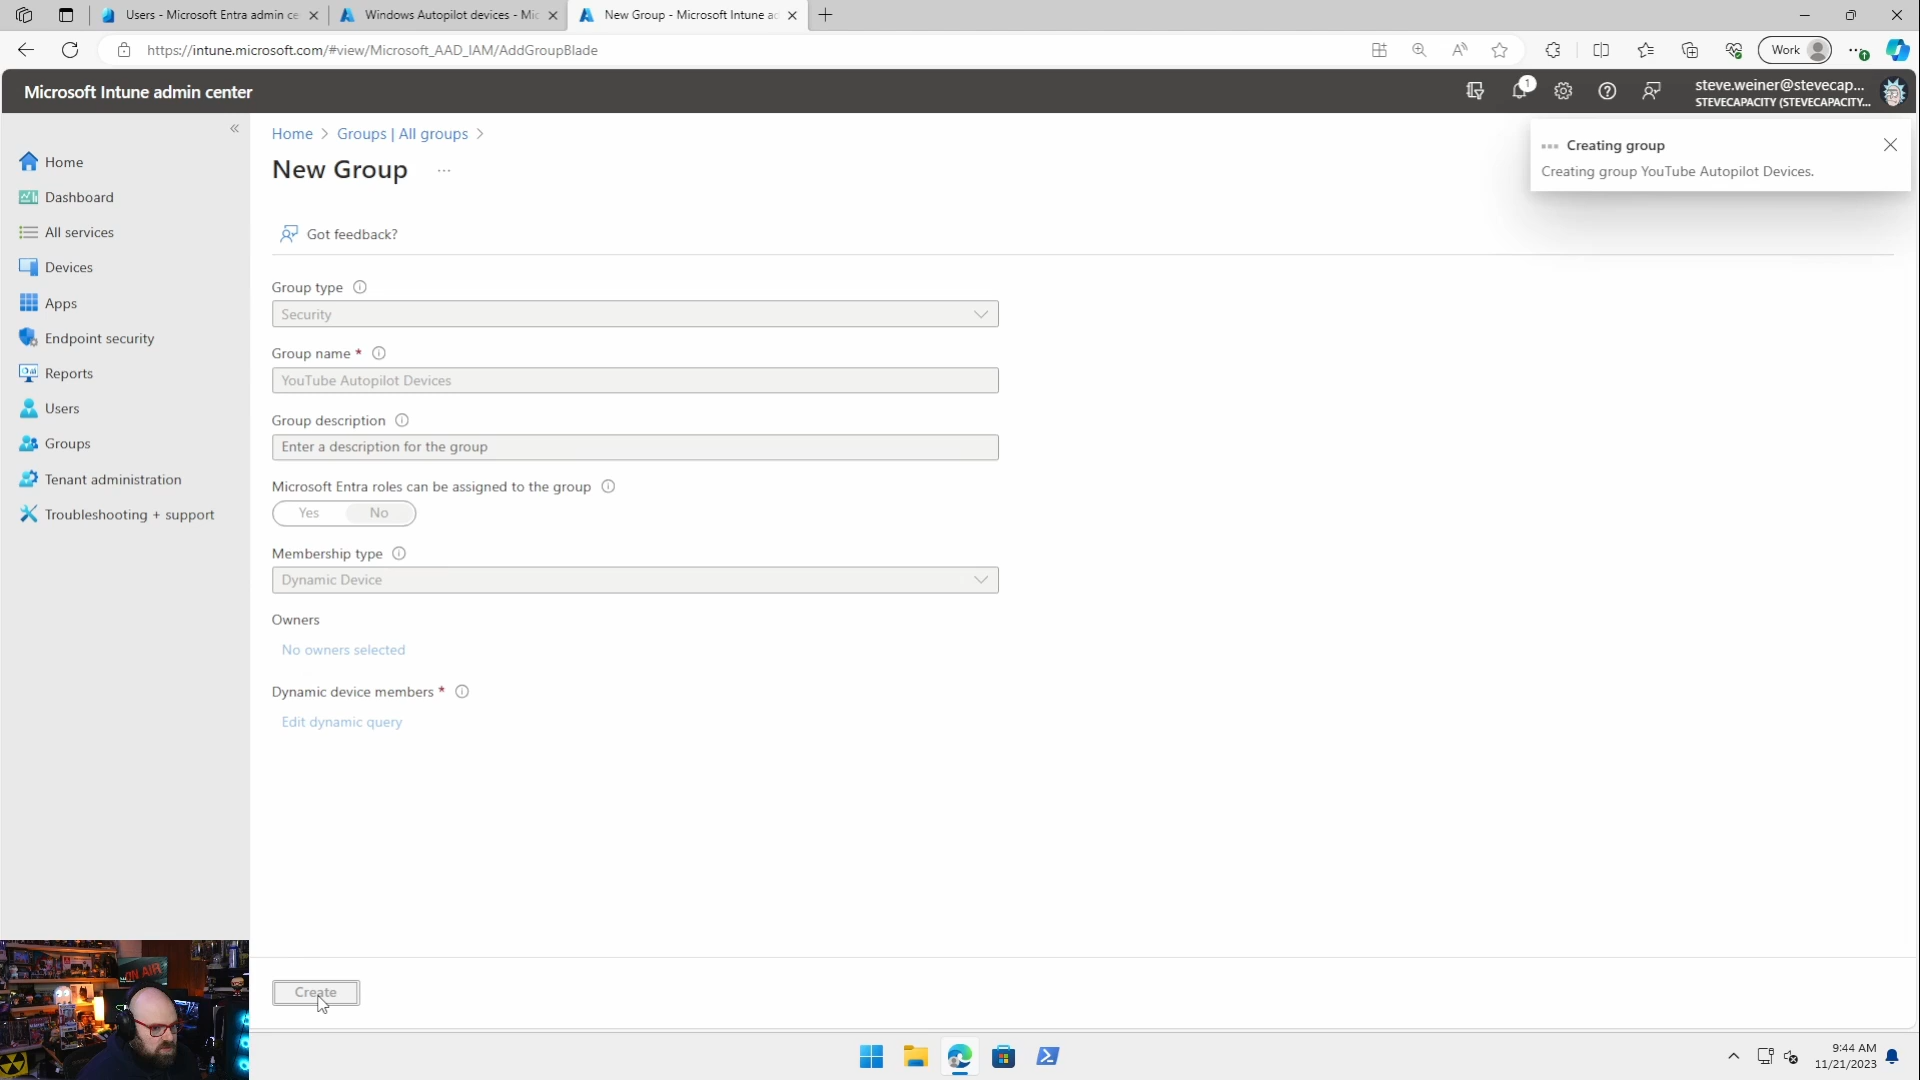 Users - Microsoft Entra admin ce
Windows Autopilot devices - Mic
New Group - Microsoft Intune ad
https://intune.microsoft.com/#view/Microsoft_AAD_IAM/AddGroupBlade
Work
Microsoft Intune admin center
1
steve.weiner@stevecap...
STEVECAPACITY (STEVECAPACITY,...
Home
Dashboard
All services
Devices
Apps
Endpoint security
Reports
Users
Groups
Tenant administration
Troubleshooting + support
Home > Groups | All groups >
New Group
...
Creating group
Creating group YouTube Autopilot Devices.
Got feedback?
Group type
Security
Group name *
YouTube Autopilot Devices
Group description
Enter a description for the group
Microsoft Entra roles can be assigned to the group
Yes No
Membership type
Dynamic Device
Owners
No owners selected
Dynamic device members *
Edit dynamic query
Create
ON AIR
9:44 AM
11/21/2023